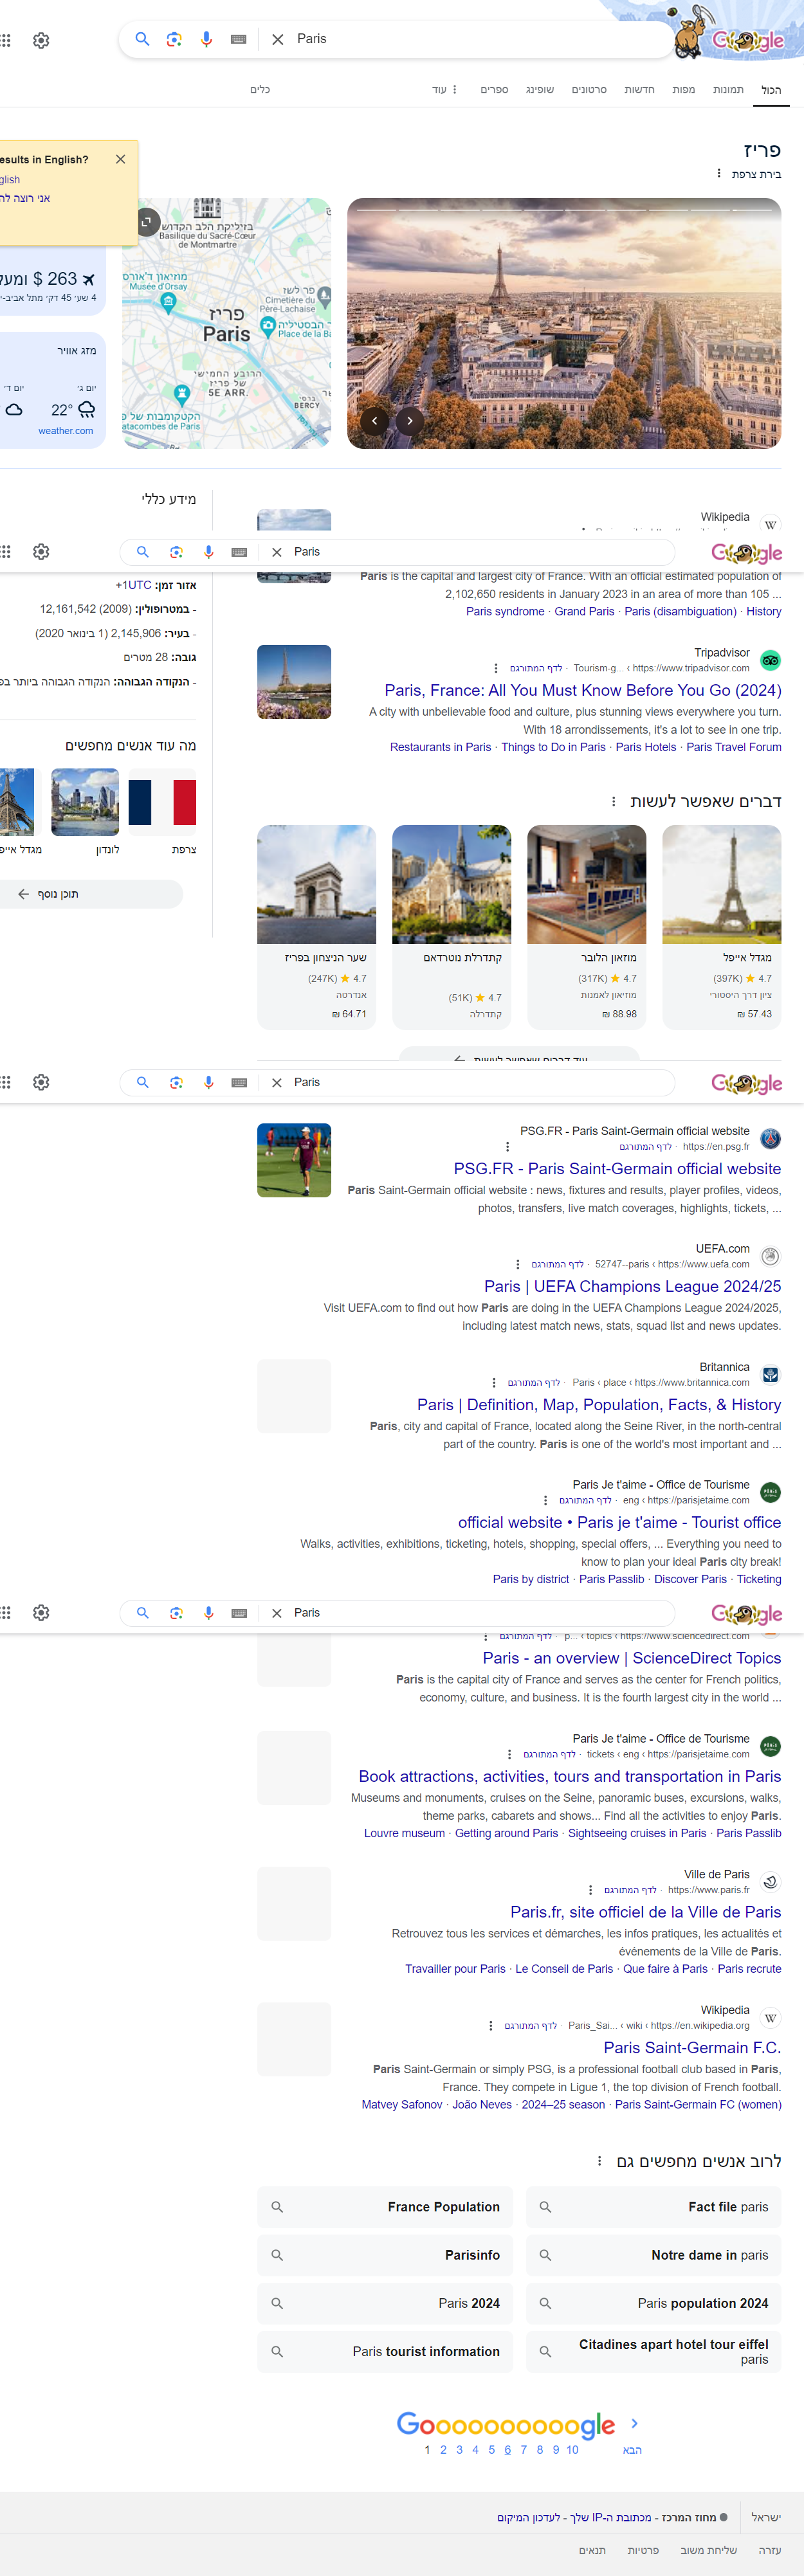 Paris
Google
הכול
תמונות
מפות
חדשות
סרטונים
שופינג
ספרים
עוד
כלים
פריז
בירת צרפת
esults in English?
glish
אני רוצה לה
בזיליקת הסקרה-קר הקדוש
Basilique du Sacré-Cœur
de Montmartre
מוזיאון ד'אורס
Musée d'Orsay
פר לשז
Cimetière du
Père-Lachaise
פריז
Paris
הבסטיליה
Place de la Ba
הרובע החמישי
של פריז
5E ARR.
BERCY
הקטקומבות של פ
atacombes de Paris
263 $ ומעל
4 שע׳ 45 דק׳ מתל אביב-י
מזג אוויר
יום ג׳
יום ד׳
22°
weather.com
מידע כללי
Wikipedia
Paris
Google
Paris is the capital and largest city of France. With an official estimated population of
2,102,650 residents in January 2023 in an area of more than 105 ...
Paris syndrome · Grand Paris · Paris (disambiguation) · History
אזור זמן: 1UTC+
- במטרופולין: (2009) 12,161,542
- בעיר: 2,145,906 (1 בינואר 2020)
גובה: 28 מטרים
- הנקודה הגבוהה: הנקודה הגבוהה ביותר בפ
Tripadvisor
https://www.tripadvisor.com › Tourism-g... · לדף המתורגם
Paris, France: All You Must Know Before You Go (2024)
A city with unbelievable food and culture, plus stunning views everywhere you turn.
With 18 arrondissements, it's a lot to see in one trip.
Restaurants in Paris · Things to Do in Paris · Paris Hotels · Paris Travel Forum
מה עוד אנשים מחפשים
צרפת
לונדון
מגדל אייפ
תוכן נוסף
דברים שאפשר לעשות
מגדל אייפל
4.7 (397K)
ציון דרך היסטורי
57.43 ₪
מוזאון הלובר
4.7 (317K)
מוזיאון לאמנות
88.98 ₪
קתדרלת נוטרדאם
4.7 (51K)
קתדרלה
שער הניצחון בפריז
4.7 (247K)
אנדרטה
64.71 ₪
עוד דברים שאפשר לעשות
Paris
Google
PSG.FR - Paris Saint-Germain official website
https://en.psg.fr · לדף המתורגם
PSG.FR - Paris Saint-Germain official website
Paris Saint-Germain official website : news, fixtures and results, player profiles, videos,
photos, transfers, live match coverages, highlights, tickets, ...
UEFA.com
https://www.uefa.com › 52747--paris · לדף המתורגם
Paris | UEFA Champions League 2024/25
Visit UEFA.com to find out how Paris are doing in the UEFA Champions League 2024/2025,
including latest match news, stats, squad list and news updates.
Britannica
https://www.britannica.com › place › Paris · לדף המתורגם
Paris | Definition, Map, Population, Facts, & History
Paris, city and capital of France, located along the Seine River, in the north-central
part of the country. Paris is one of the world's most important and ...
Paris Je t'aime - Office de Tourisme
https://parisjetaime.com › eng · לדף המתורגם
official website • Paris je t'aime - Tourist office
Walks, activities, exhibitions, ticketing, hotels, shopping, special offers, ... Everything you need to
know to plan your ideal Paris city break!
Paris by district · Paris Passlib · Discover Paris · Ticketing
Paris
Google
https://www.sciencedirect.com › topics › p... · לדף המתורגם
Paris - an overview | ScienceDirect Topics
Paris is the capital city of France and serves as the center for French politics,
economy, culture, and business. It is the fourth largest city in the world ...
Paris Je t'aime - Office de Tourisme
https://parisjetaime.com › eng › tickets · לדף המתורגם
Book attractions, activities, tours and transportation in Paris
Museums and monuments, cruises on the Seine, panoramic buses, excursions, walks,
theme parks, cabarets and shows... Find all the activities to enjoy Paris.
Louvre museum · Getting around Paris · Sightseeing cruises in Paris · Paris Passlib
Ville de Paris
https://www.paris.fr · לדף המתורגם
Paris.fr, site officiel de la Ville de Paris
Retrouvez tous les services et démarches, les infos pratiques, les actualités et
événements de la Ville de Paris.
Travailler pour Paris · Le Conseil de Paris · Que faire à Paris · Paris recrute
Wikipedia
https://en.wikipedia.org › wiki › Paris_Sai... · לדף המתורגם
Paris Saint-Germain F.C.
Paris Saint-Germain or simply PSG, is a professional football club based in Paris,
France. They compete in Ligue 1, the top division of French football.
Matvey Safonov · João Neves · 2024–25 season · Paris Saint-Germain FC (women)
לרוב אנשים מחפשים גם
Fact file paris
France Population
Notre dame in paris
Parisinfo
Paris population 2024
Paris 2024
Citadines apart hotel tour eiffel
paris
Paris tourist information
Goooooooooogle
1 2 3 4 5 6 7 8 9 10
הבא
ישראל
מחוז המרכז - מכתובת ה-IP שלך - לעדכון המיקום
עזרה
שליחת משוב
פרטיות
תנאים